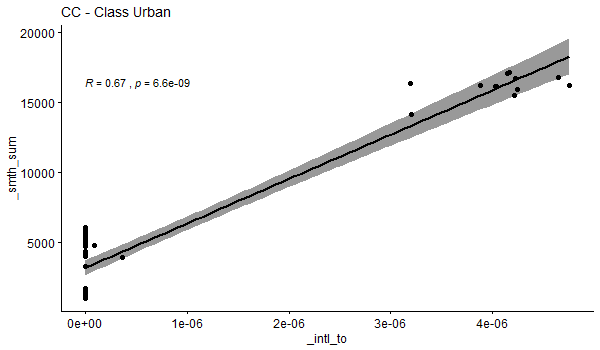 CC - Class Urban
20000
15000
10000
5000
R = 0.67 , p = 6.6e-09
_smth_sum
0e+00 1e-06 2e-06 3e-06 4e-06
_intl_to